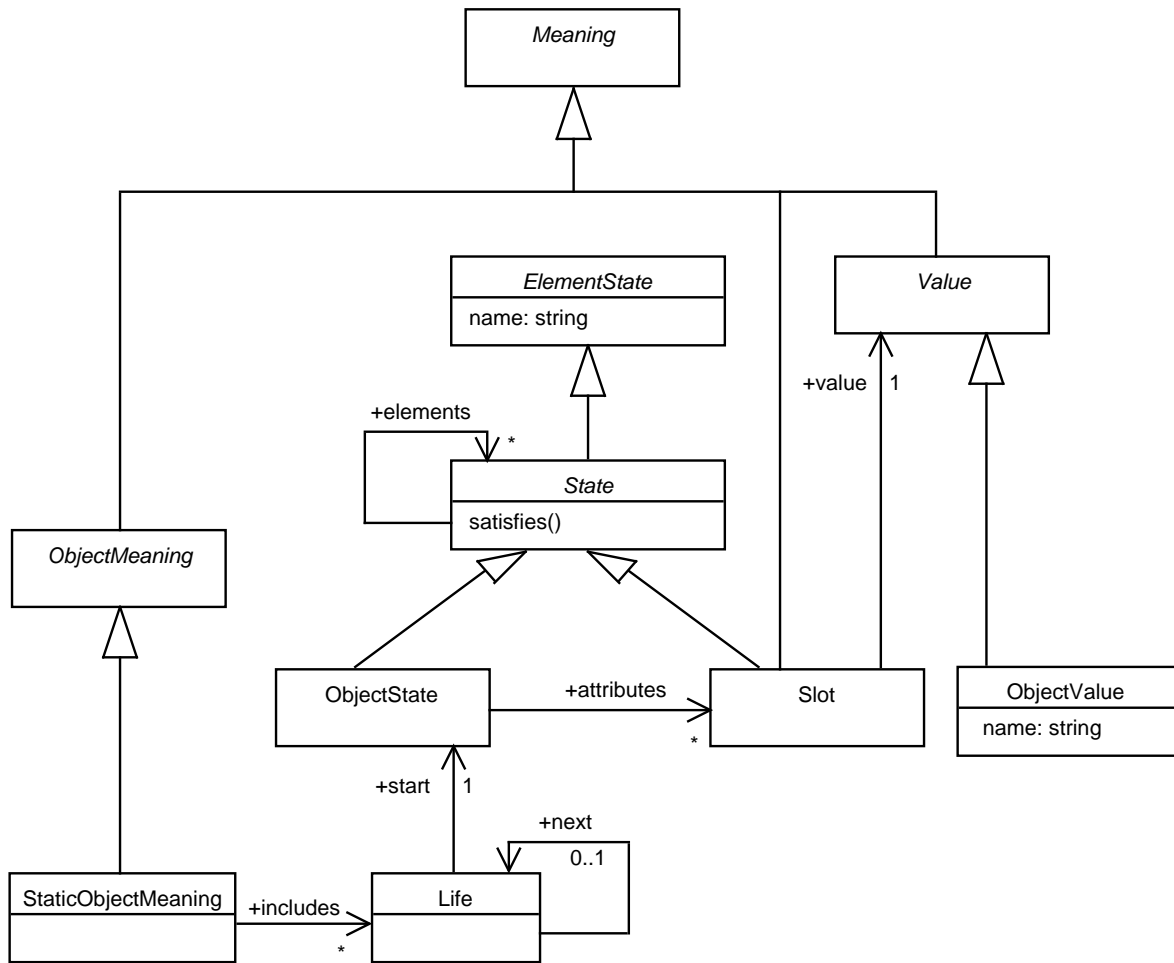 Meaning
ElementState
name: string
Value
+value 1
+elements
*
State
satisfies()
ObjectMeaning
ObjectState
+attributes
*
Slot
ObjectValue
name: string
+start 1
+next
0..1
StaticObjectMeaning
+includes
*
Life